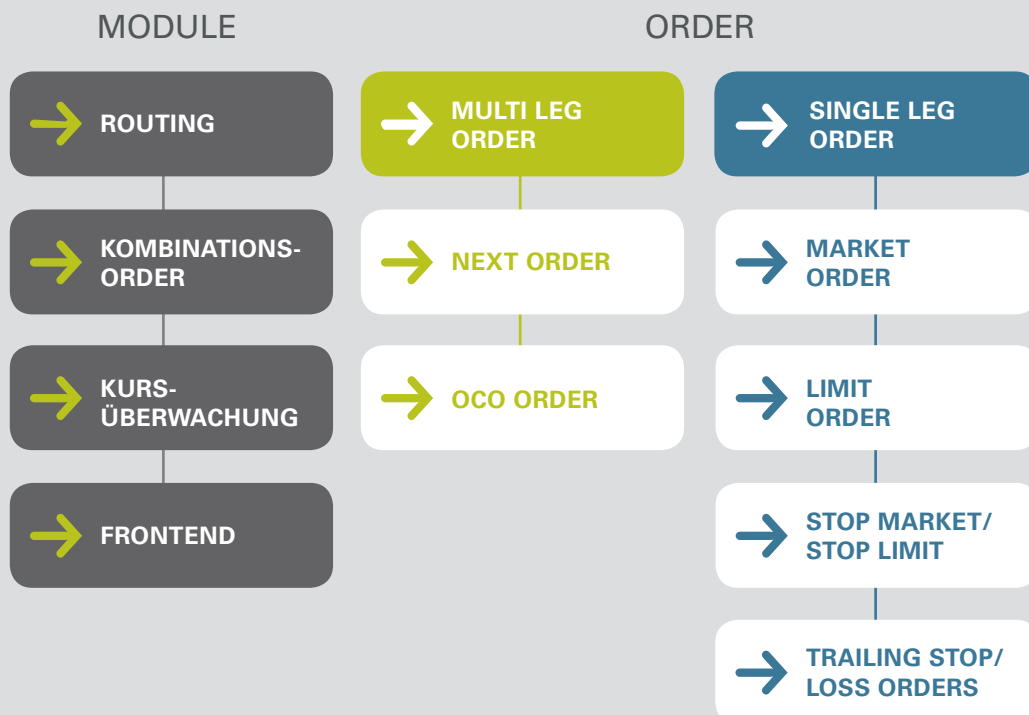 MODULE
ROUTING
KOMBINATIONS-
ORDER
KURS-
ÜBERWACHUNG
FRONTEND
ORDER
MULTI LEG
ORDER
NEXT ORDER
OCO ORDER
SINGLE LEG
ORDER
MARKET
ORDER
LIMIT
ORDER
STOP MARKET/
STOP LIMIT
TRAILING STOP/
LOSS ORDERS